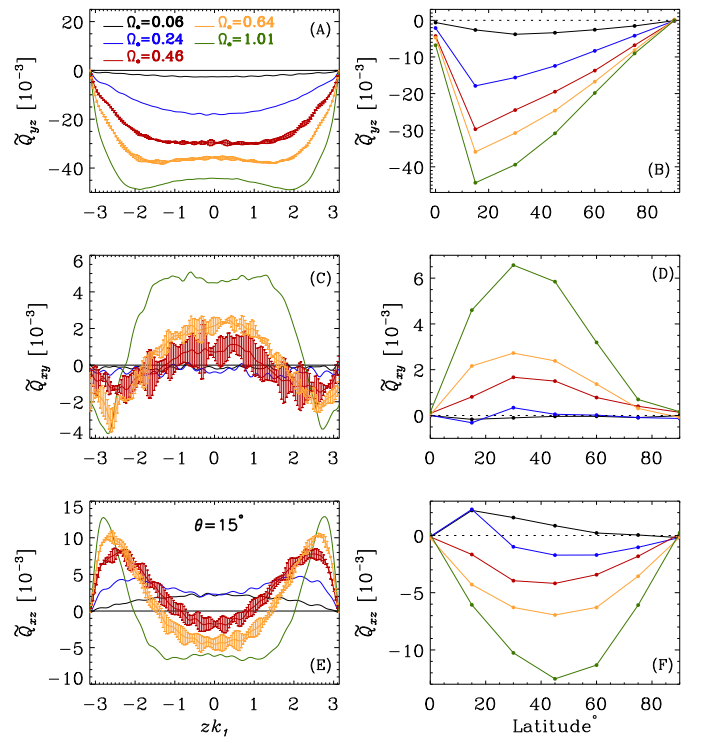 Ω∗=0.06 Ω∗=0.64 (A)
Ω∗=0.24 Ω∗=1.01
Ω∗=0.46
0
−20
−40
Q̃yz [10⁻³]
−3 −2 −1 0 1 2 3
0
−10
−20
−30
−40
Q̃yz [10⁻³]
(B)
0 20 40 60 80
6
4
2
0
−2
−4
Q̃xy [10⁻³]
(C)
−3 −2 −1 0 1 2 3
6
4
2
0
Q̃xy [10⁻³]
(D)
0 20 40 60 80
15
10
5
0
−5
−10
Q̃xz [10⁻³]
θ=15°
(E)
−3 −2 −1 0 1 2 3
zk₁
0
−5
−10
Q̃xz [10⁻³]
(F)
0 20 40 60 80
Latitude°